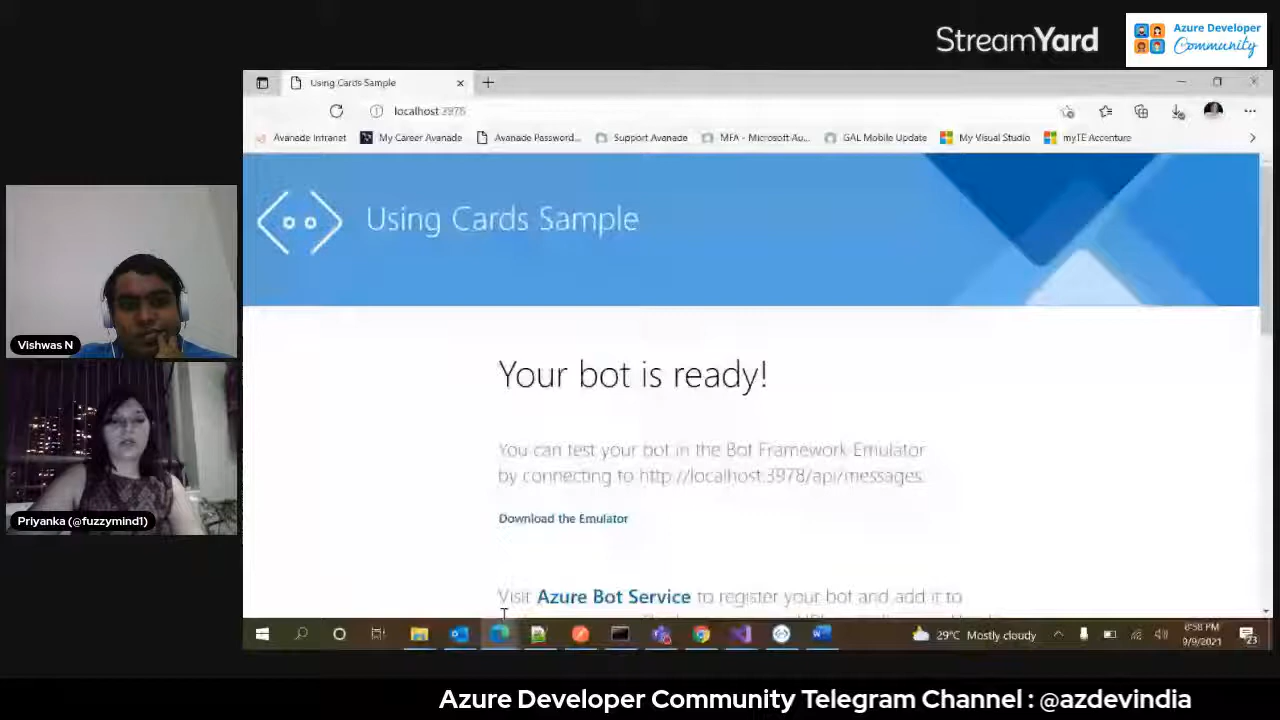 StreamYard
Azure Developer
Community
Using Cards Sample
localhost:3978
Avanade Intranet
My Career Avanade
Avanade Password...
Support Avanade
MFA - Microsoft Au...
GAL Mobile Update
My Visual Studio
myTE Accenture
Using Cards Sample
Your bot is ready!
You can test your bot in the Bot Framework Emulator
by connecting to http://localhost:3978/api/messages.
Download the Emulator
Visit Azure Bot Service to register your bot and add it to
Vishwas N
Priyanka (@fuzzymind1)
29°C Mostly cloudy
8:58 PM
9/9/2021
23
Azure Developer Community Telegram Channel : @azdevindia